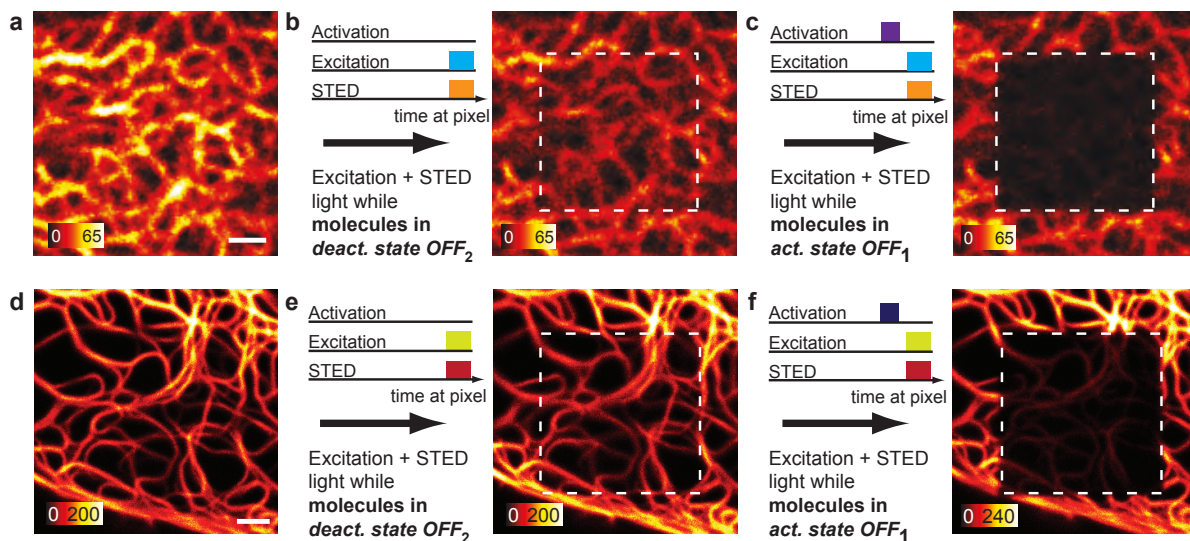 a
0 65
b
Activation
Excitation
STED
time at pixel
Excitation + STED
light while
molecules in
deact. state OFF2
0 65
c
Activation
Excitation
STED
time at pixel
Excitation + STED
light while
molecules in
act. state OFF1
0 65
d
0 200
e
Activation
Excitation
STED
time at pixel
Excitation + STED
light while
molecules in
deact. state OFF2
0 200
f
Activation
Excitation
STED
time at pixel
Excitation + STED
light while
molecules in
act. state OFF1
0 240